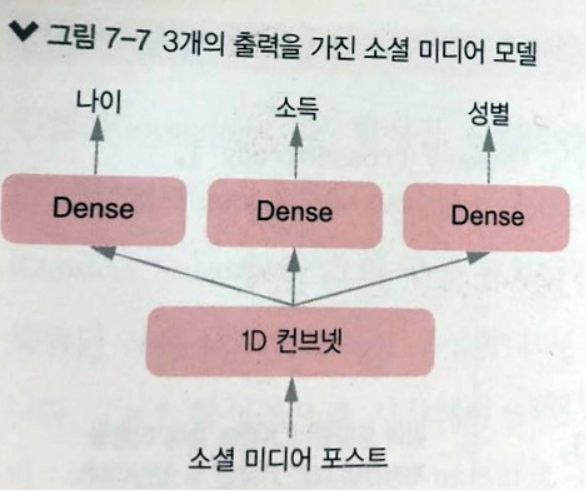 그림 7-7 3개의 출력을 가진 소셜 미디어 모델
나이 소득 성별
Dense Dense Dense
1D 컨브넷
소셜 미디어 포스트